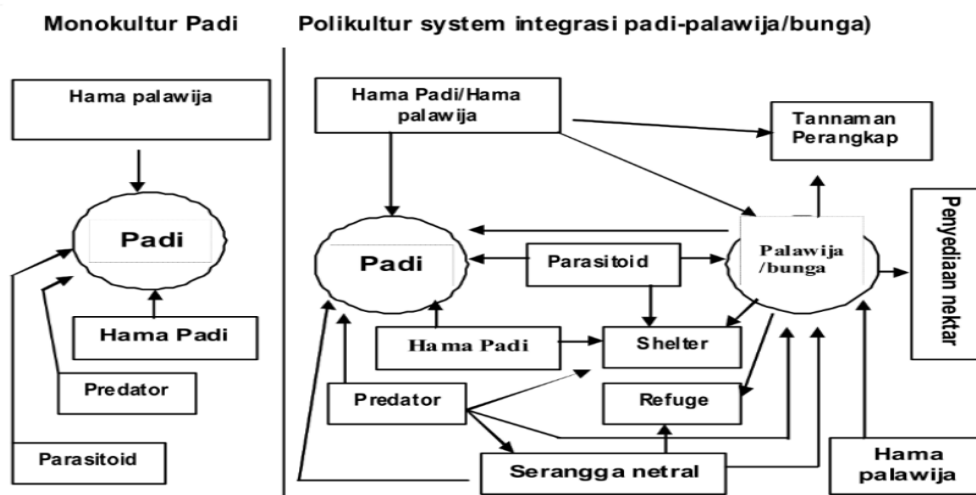 Monokultur Padi
Hama palawija
Padi
Hama Padi
Predator
Parasitoid
Polikultur system integrasi padi-palawija/bunga)
Hama Padi/Hama
palawija
Tannaman
Perangkap
Padi
Parasitoid
Palawija
/bunga
Penyediaan nektar
Hama Padi
Shelter
Predator
Refuge
Serangga netral
Hama
palawija